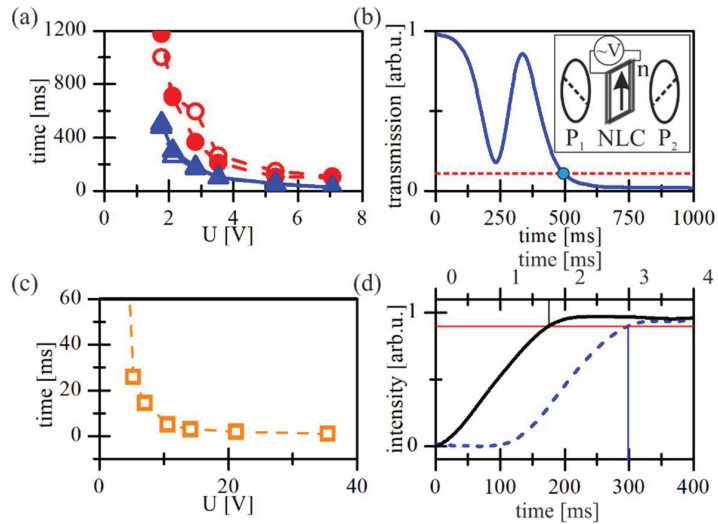 (a)
1200
800
400
0
time [ms]
0 2 4 6 8
U [V]
(b)
1
0
transmission [arb.u.]
~V
n
P1 NLC P2
0 250 500 750 1000
time [ms]
(c)
60
40
20
0
time [ms]
0 20 40
U [V]
(d)
time [ms]
0 1 2 3 4
1
0
intensity [arb.u.]
0 100 200 300 400
time [ms]